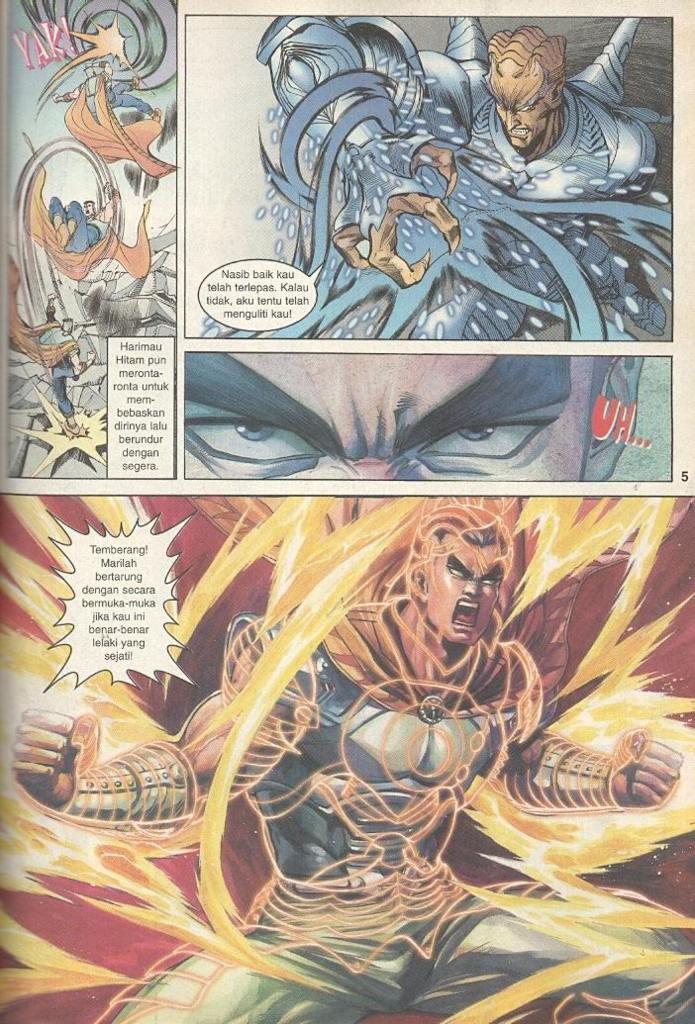 YAK!
Nasib baik kau
telah terlepas. Kalau
tidak, aku tentu telah
menguliti kau!
Harimau
Hitam pun
meronta-
ronta untuk
mem-
bebaskan
dirinya lalu
berundur
dengan
segera.
UH...
5
Temberang!
Marilah
bertarung
dengan secara
bermuka-muka
jika kau ini
benar-benar
lelaki yang
sejati!